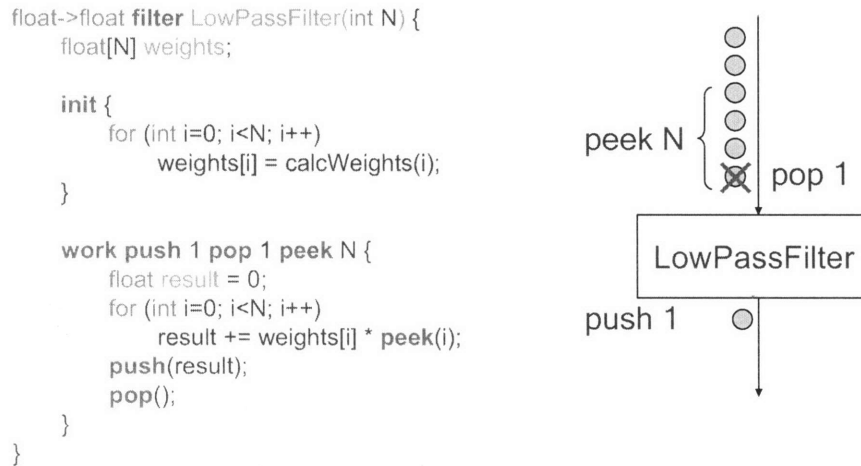 float->float filter LowPassFilter(int N) {
float[N] weights;
init {
for (int i=0; i<N; i++)
weights[i] = calcWeights(i);
}
work push 1 pop 1 peek N {
float result = 0;
for (int i=0; i<N; i++)
result += weights[i] * peek(i);
push(result);
pop();
}
}
peek N
pop 1
LowPassFilter
push 1